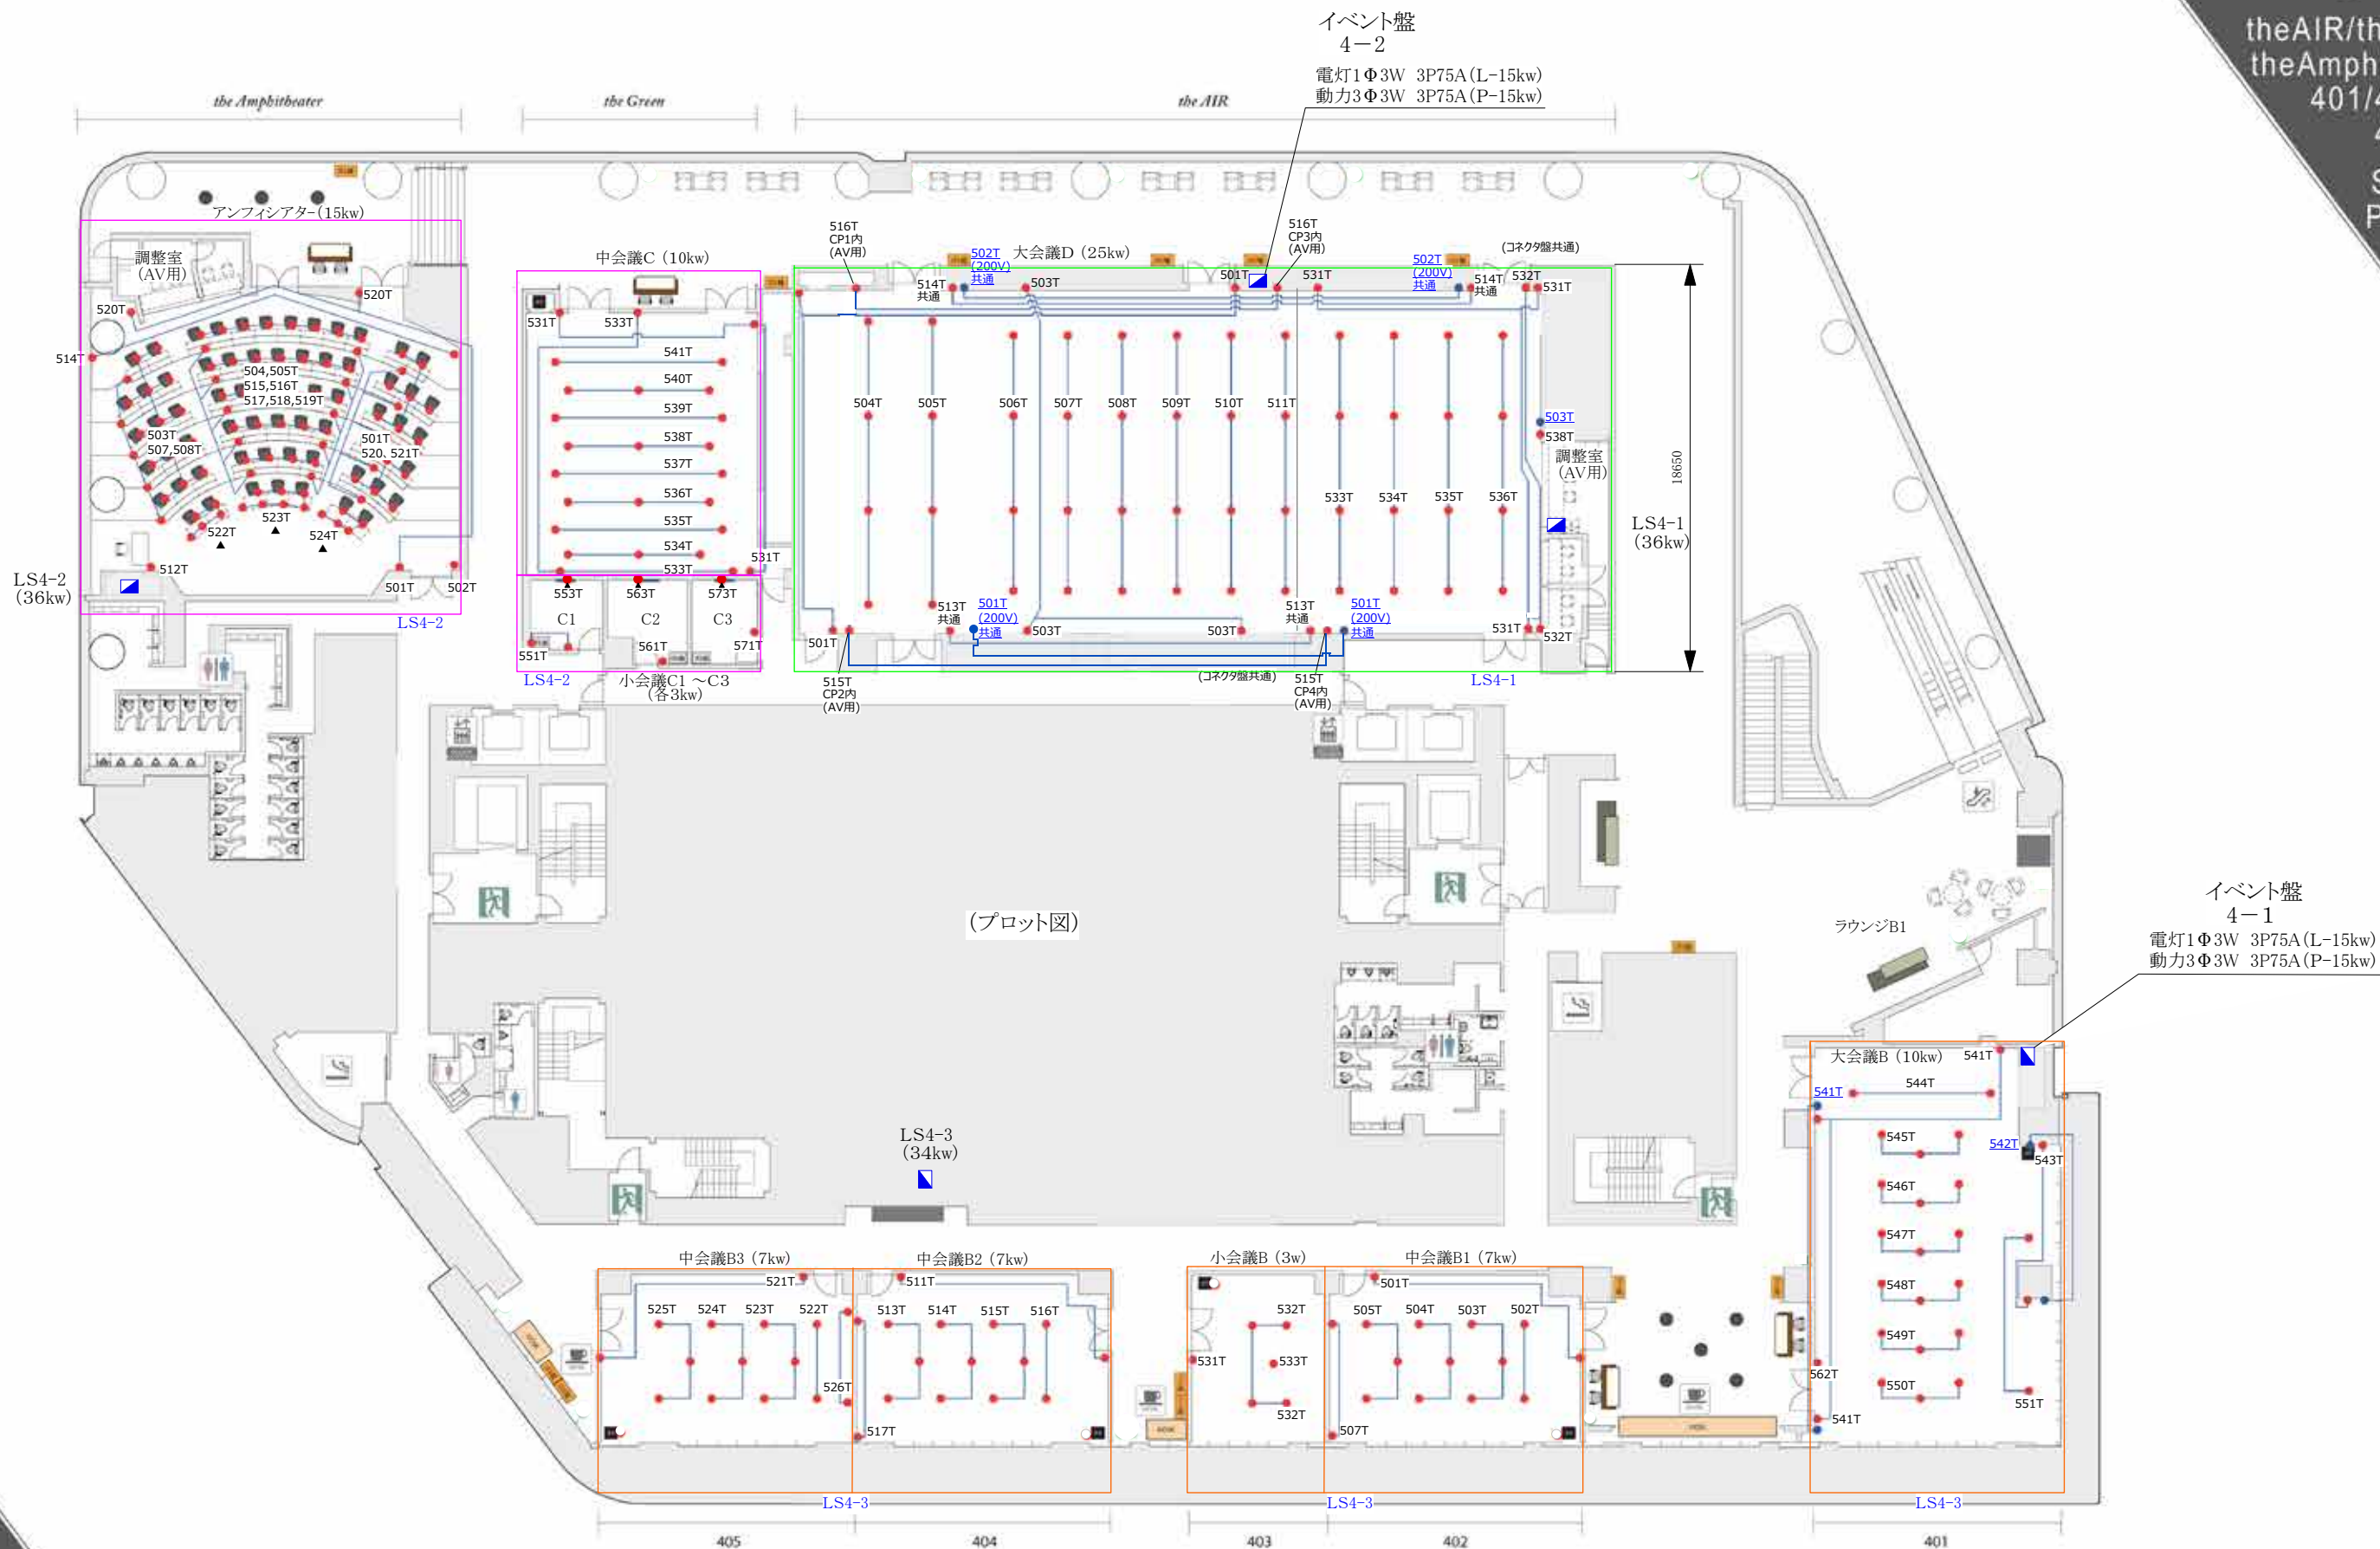 theAIR/th
theAmph
401/4
イベント盤
4-2
電灯1Φ3W 3P75A(L-15kw)
動力3Φ3W 3P75A(P-15kw)
the Amphitheater
the Green
the AIR
アンフィシアター(15kw)
調整室
(AV用)
520T
520T
514T
504,505T
515,516T
517,518,519T
503T
507,508T
501T
520、521T
522T
523T
524T
512T
501T
502T
LS4-2
(36kw)
LS4-2
中会議C (10kw)
531T
533T
541T
540T
539T
538T
537T
536T
535T
534T
531T
533T
553T
563T
573T
C1
C2
C3
551T
561T
571T
LS4-2
小会議C1 ~C3
(各3kw)
516T
CP1内
(AV用)
514T
共通
502T
(200V)
共通
大会議D (25kw)
503T
501T
516T
CP3内
(AV用)
531T
502T
(200V)
共通
514T
共通
(コネクタ盤共通)
532T
531T
504T
505T
506T
507T
508T
509T
510T
511T
503T
538T
調整室
(AV用)
533T
534T
535T
536T
18650
LS4-1
(36kw)
501T
513T
共通
501T
(200V)
共通
503T
503T
513T
共通
501T
(200V)
共通
531T
532T
515T
CP2内
(AV用)
(コネクタ盤共通)
515T
CP4内
(AV用)
LS4-1
(プロット図)
ラウンジB1
イベント盤
4-1
電灯1Φ3W 3P75A(L-15kw)
動力3Φ3W 3P75A(P-15kw)
LS4-3
(34kw)
大会議B (10kw)
541T
541T
544T
545T
542T
543T
546T
547T
548T
549T
562T
550T
551T
541T
LS4-3
中会議B3 (7kw)
521T
525T
524T
523T
522T
526T
中会議B2 (7kw)
511T
513T
514T
515T
516T
517T
LS4-3
小会議B (3w)
532T
531T
533T
532T
中会議B1 (7kw)
501T
505T
504T
503T
502T
507T
LS4-3
405
404
403
402
401